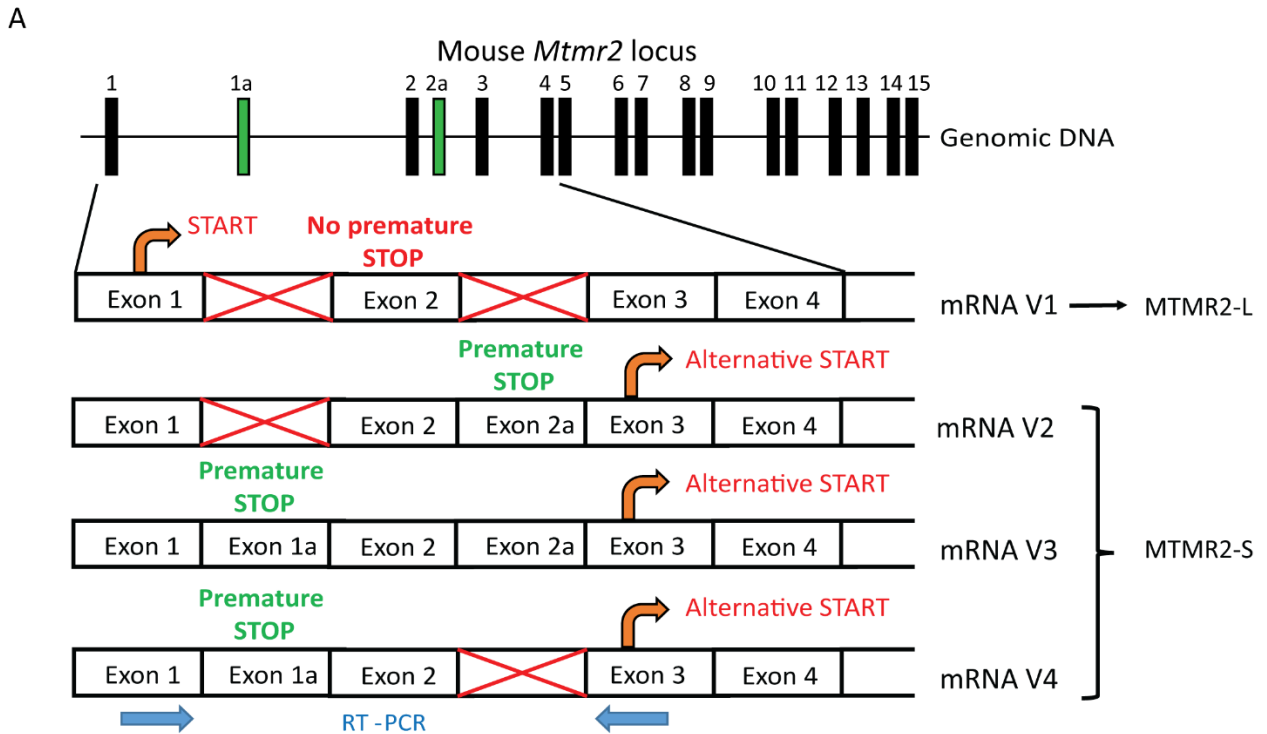 A
Mouse Mtmr2 locus
1 1a 2 2a 3 4 5 6 7 8 9 10 11 12 13 14 15
Genomic DNA
START
No premature
STOP
Exon 1 Exon 2 Exon 3 Exon 4 mRNA V1 MTMR2-L
Premature
STOP
Alternative START
Exon 1 Exon 2 Exon 2a Exon 3 Exon 4 mRNA V2
Premature
STOP
Alternative START
Exon 1 Exon 1a Exon 2 Exon 2a Exon 3 Exon 4 mRNA V3 MTMR2-S
Premature
STOP
Alternative START
Exon 1 Exon 1a Exon 2 Exon 3 Exon 4 mRNA V4
RT -PCR